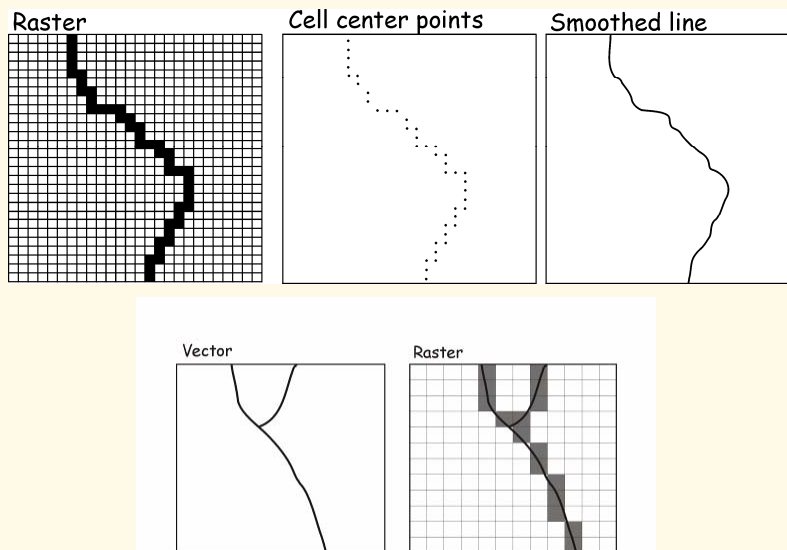 Raster
Cell center points
Smoothed line
Vector
Raster